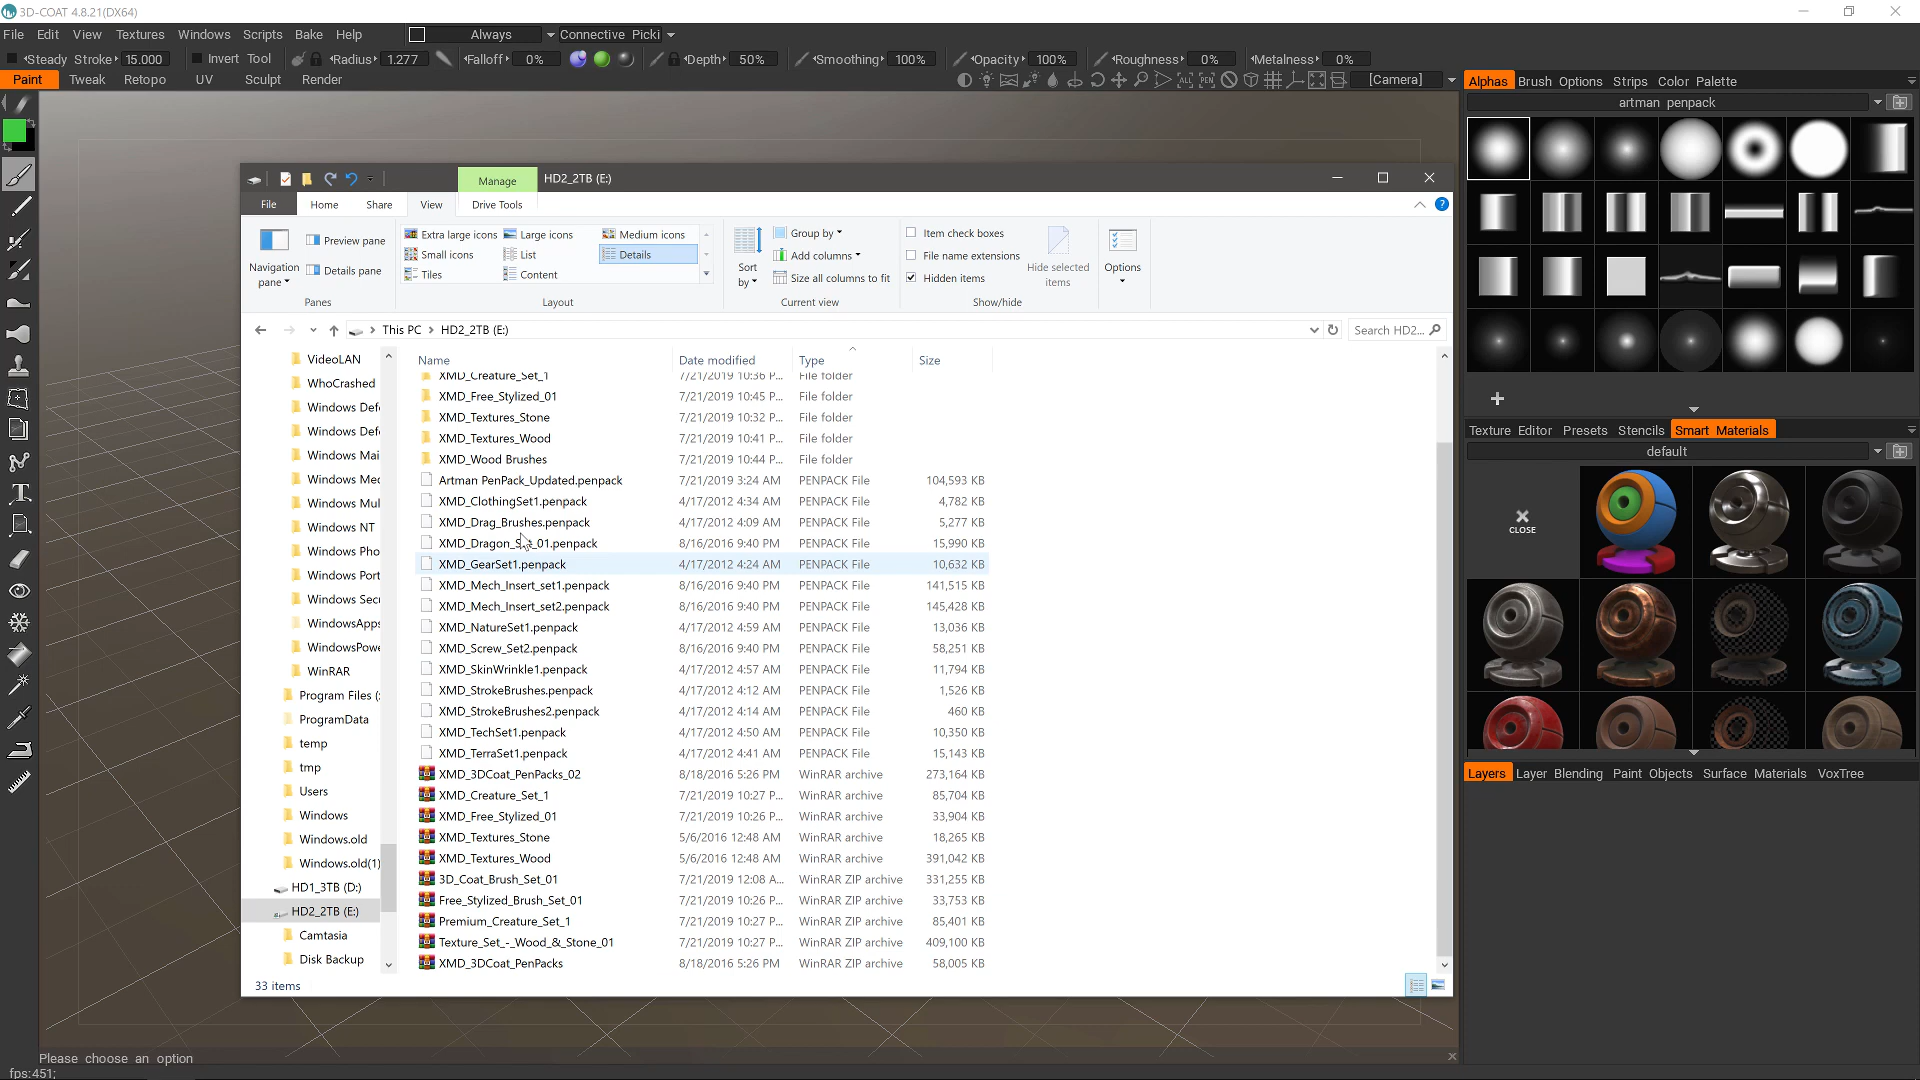 3D-COAT 4.8.21(DX64)
File Edit View Textures Windows Scripts Bake Help Always Connective Picki
Steady Stroke 15.000 Invert Tool Radius 1.277 Falloff 0% Depth 50% Smoothing 100% Opacity 100% Roughness 0% Metalness 0%
Paint Tweak Retopo UV Sculpt Render ALL PEN [Camera]
Alphas Brush Options Strips Color Palette
artman penpack
Manage HD2_2TB (E:)
File Home Share View Drive Tools
Navigation pane
Preview pane
Details pane
Panes
Extra large icons Large icons Medium icons
Small icons List Details
Tiles Content
Layout
Sort by
Group by
Add columns
Size all columns to fit
Current view
Item check boxes
File name extensions
Hidden items
Hide selected items
Show/hide
Options
This PC HD2_2TB (E:) Search HD2...
VideoLAN
WhoCrashed
Windows Def
Windows Def
Windows Mai
Windows Me
Windows Mul
Windows NT
Windows Pho
Windows Port
Windows Sec
WindowsApps
WindowsPowe
WinRAR
Program Files (
ProgramData
temp
tmp
Users
Windows
Windows.old
Windows.old(1)
HD1_3TB (D:)
HD2_2TB (E:)
Camtasia
Disk Backup
Name Date modified Type Size
XMD_Creature_Set_1 7/21/2019 10:36 P... File folder
XMD_Free_Stylized_01 7/21/2019 10:45 P... File folder
XMD_Textures_Stone 7/21/2019 10:32 P... File folder
XMD_Textures_Wood 7/21/2019 10:41 P... File folder
XMD_Wood Brushes 7/21/2019 10:44 P... File folder
Artman PenPack_Updated.penpack 7/21/2019 3:24 AM PENPACK File 104,593 KB
XMD_ClothingSet1.penpack 4/17/2012 4:34 AM PENPACK File 4,782 KB
XMD_Drag_Brushes.penpack 4/17/2012 4:09 AM PENPACK File 5,277 KB
XMD_Dragon_Set_01.penpack 8/16/2016 9:40 PM PENPACK File 15,990 KB
XMD_GearSet1.penpack 4/17/2012 4:24 AM PENPACK File 10,632 KB
XMD_Mech_Insert_set1.penpack 8/16/2016 9:40 PM PENPACK File 141,515 KB
XMD_Mech_Insert_set2.penpack 8/16/2016 9:40 PM PENPACK File 145,428 KB
XMD_NatureSet1.penpack 4/17/2012 4:59 AM PENPACK File 13,036 KB
XMD_Screw_Set2.penpack 8/16/2016 9:40 PM PENPACK File 58,251 KB
XMD_SkinWrinkle1.penpack 4/17/2012 4:57 AM PENPACK File 11,794 KB
XMD_StrokeBrushes.penpack 4/17/2012 4:12 AM PENPACK File 1,526 KB
XMD_StrokeBrushes2.penpack 4/17/2012 4:14 AM PENPACK File 460 KB
XMD_TechSet1.penpack 4/17/2012 4:50 AM PENPACK File 10,350 KB
XMD_TerraSet1.penpack 4/17/2012 4:41 AM PENPACK File 15,143 KB
XMD_3DCoat_PenPacks_02 8/18/2016 5:26 PM WinRAR archive 273,164 KB
XMD_Creature_Set_1 7/21/2019 10:27 P... WinRAR archive 85,704 KB
XMD_Free_Stylized_01 7/21/2019 10:26 P... WinRAR archive 33,904 KB
XMD_Textures_Stone 5/6/2016 12:48 AM WinRAR archive 18,265 KB
XMD_Textures_Wood 5/6/2016 12:48 AM WinRAR archive 391,042 KB
3D_Coat_Brush_Set_01 7/21/2019 12:08 A... WinRAR ZIP archive 331,255 KB
Free_Stylized_Brush_Set_01 7/21/2019 10:26 P... WinRAR ZIP archive 33,753 KB
Premium_Creature_Set_1 7/21/2019 10:27 P... WinRAR ZIP archive 85,401 KB
Texture_Set_-_Wood_&_Stone_01 7/21/2019 10:27 P... WinRAR ZIP archive 409,100 KB
XMD_3DCoat_PenPacks 8/18/2016 5:26 PM WinRAR ZIP archive 58,005 KB
33 items
Texture Editor Presets Stencils Smart Materials
default
CLOSE
Layers Layer Blending Paint Objects Surface Materials VoxTree
Please choose an option
fps:451;